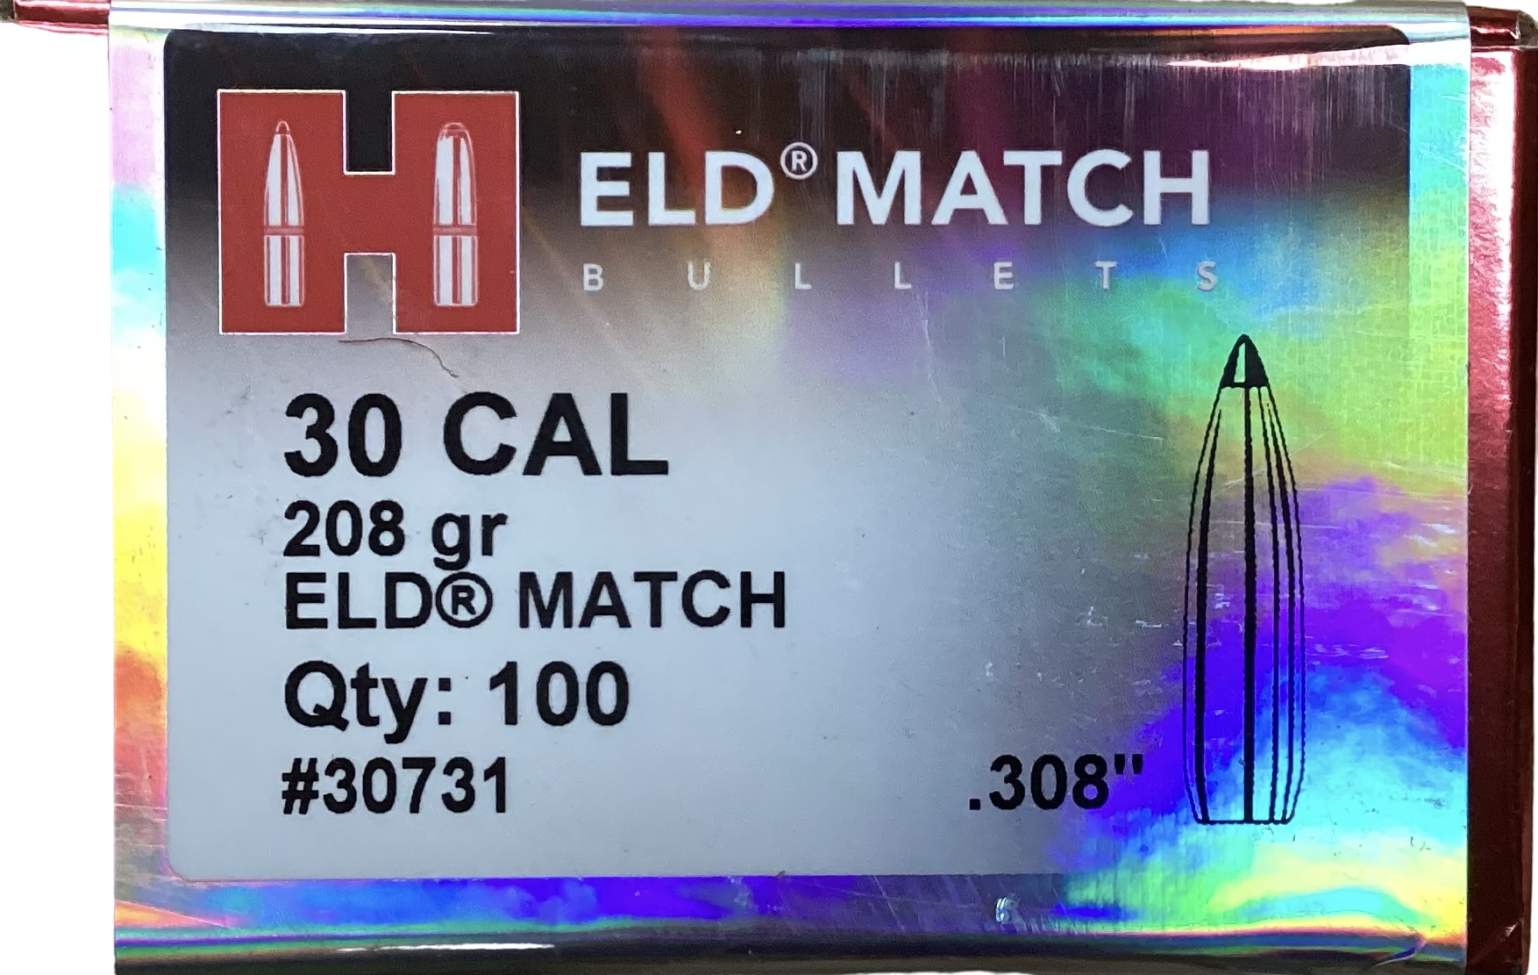 ELD® MATCH
BULLETS
30 CAL
208 gr
ELD® MATCH
Qty: 100
#30731
.308"